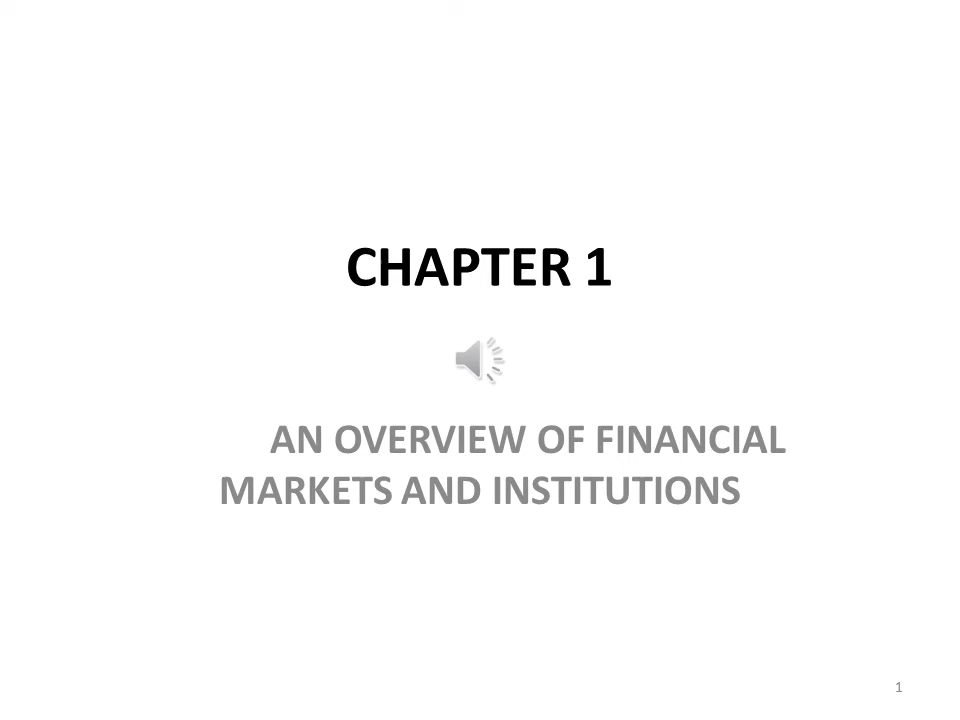 CHAPTER 1
AN OVERVIEW OF FINANCIAL
MARKETS AND INSTITUTIONS
1